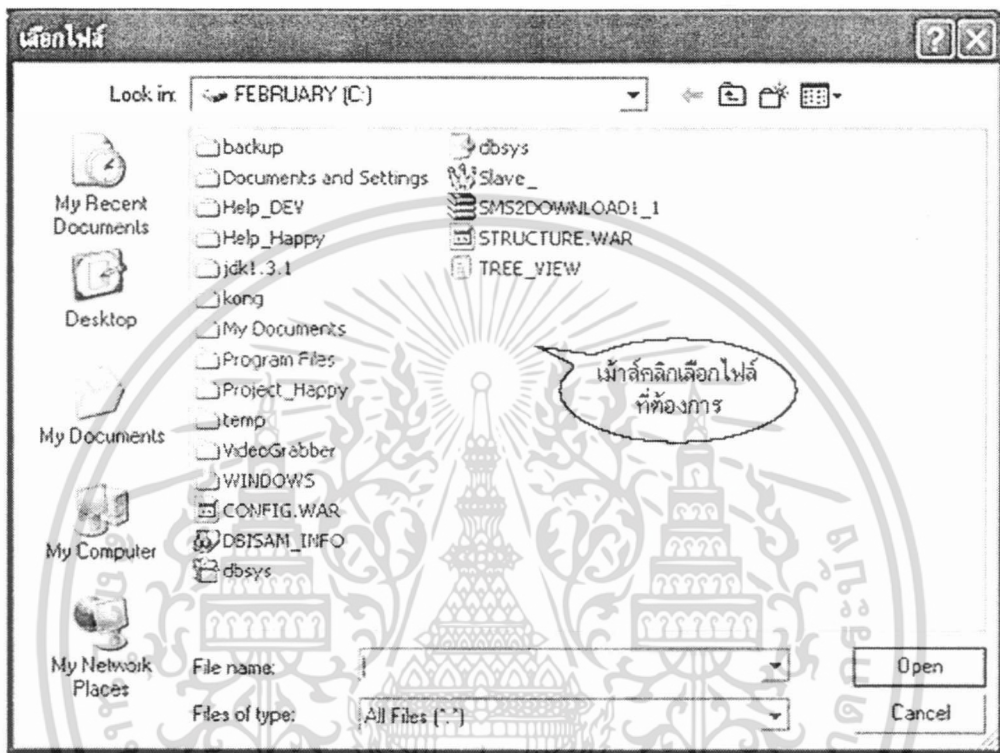 เลือกไฟล์
Look in: FEBRUARY (C:)
My Recent
Documents
Desktop
My Documents
My Computer
My Network
Places
backup
Documents and Settings
Help_DEV
Help_Happy
jdk1.3.1
kong
My Documents
Program Files
Project_Happy
temp
VideoGrabber
WINDOWS
CONFIG.WAR
DBISAM_INFO
dbsys
dbsys
Slave_
SMS2DOWNLOAD1_1
STRUCTURE.WAR
TREE_VIEW
เม้าส์คลิกเลือกไฟล์
ที่ต้องการ
File name:
Open
Files of type: All Files (*.*)
Cancel